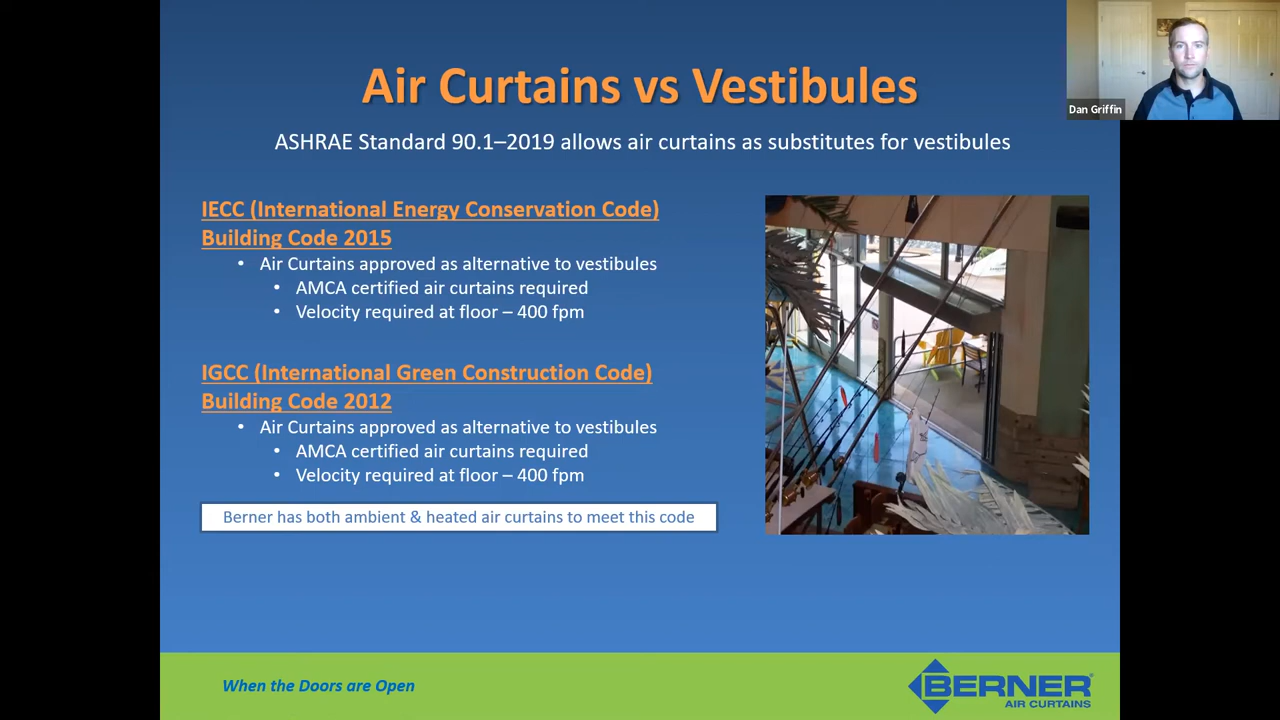 Air Curtains vs Vestibules
Dan Griffin
ASHRAE Standard 90.1–2019 allows air curtains as substitutes for vestibules
IECC (International Energy Conservation Code)
Building Code 2015
• Air Curtains approved as alternative to vestibules
• AMCA certified air curtains required
• Velocity required at floor – 400 fpm
IGCC (International Green Construction Code)
Building Code 2012
• Air Curtains approved as alternative to vestibules
• AMCA certified air curtains required
• Velocity required at floor – 400 fpm
Berner has both ambient & heated air curtains to meet this code
When the Doors are Open
BERNER®
AIR CURTAINS